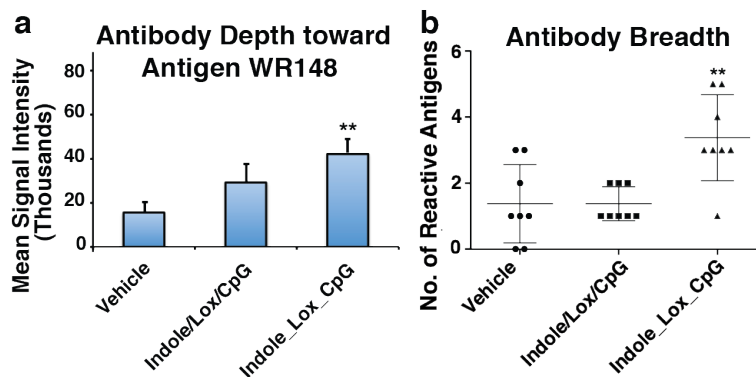 a
Antibody Depth toward
Antigen WR148
Mean Signal Intensity
(Thousands)
80
60
40
20
0
**
Vehicle
Indole/Lox/CpG
Indole_Lox_CpG
b
Antibody Breadth
No. of Reactive Antigens
6
4
2
0
**
Vehicle
Indole/Lox/CpG
Indole_Lox_CpG